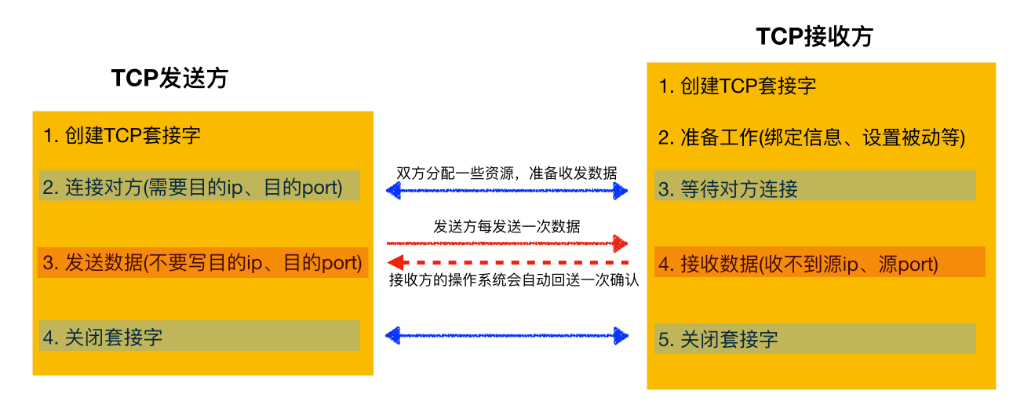 TCP发送方
1. 创建TCP套接字
2. 连接对方(需要目的ip、目的port)
3. 发送数据(不要写目的ip、目的port)
4. 关闭套接字
双方分配一些资源，准备收发数据
发送方每发送一次数据
接收方的操作系统会自动回送一次确认
TCP接收方
1. 创建TCP套接字
2. 准备工作(绑定信息、设置被动等)
3. 等待对方连接
4. 接收数据(收不到源ip、源port)
5. 关闭套接字